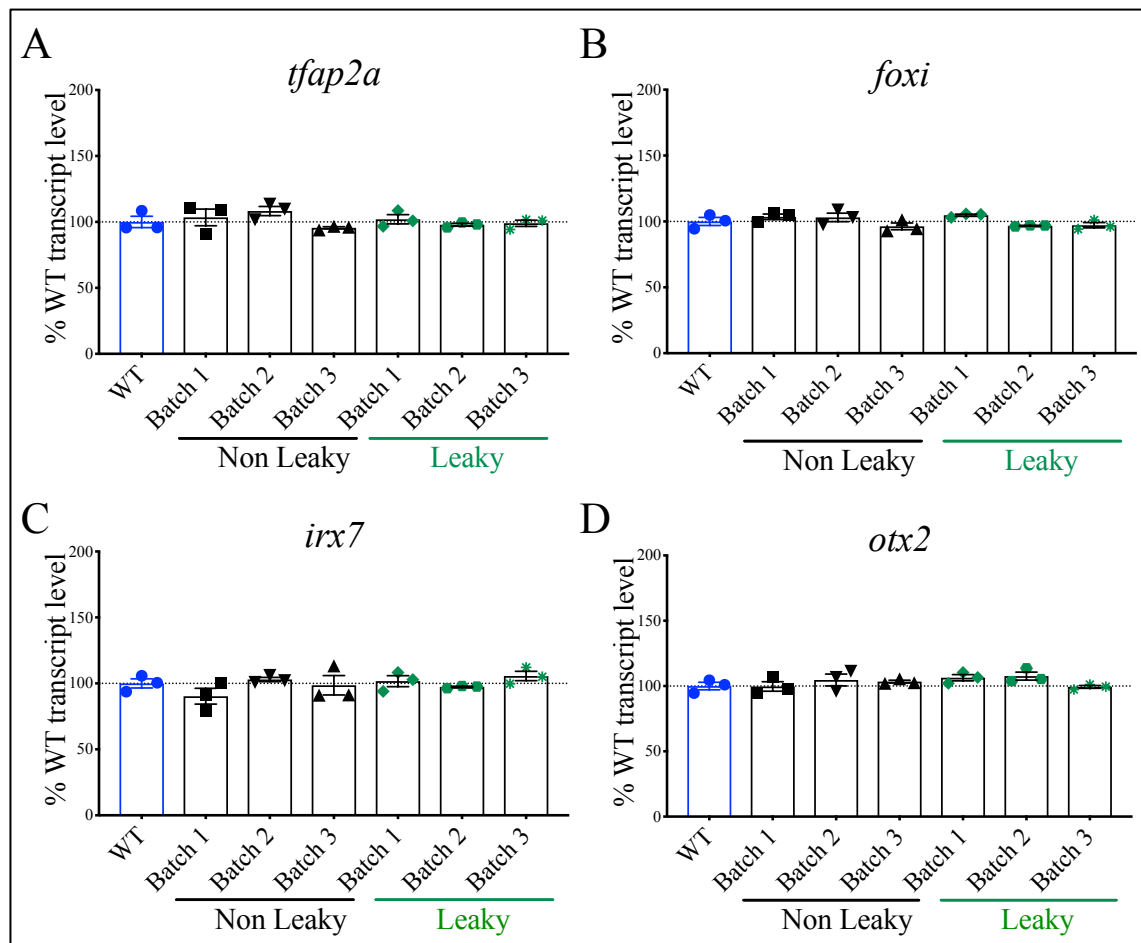 A
tfap2a
% WT transcript level
200
150
100
50
0
WT
Batch 1
Batch 2
Batch 3
Batch 1
Batch 2
Batch 3
Non Leaky
Leaky
B
foxi
% WT transcript level
200
150
100
50
0
WT
Batch 1
Batch 2
Batch 3
Batch 1
Batch 2
Batch 3
Non Leaky
Leaky
C
irx7
% WT transcript level
200
150
100
50
0
WT
Batch 1
Batch 2
Batch 3
Batch 1
Batch 2
Batch 3
Non Leaky
Leaky
D
otx2
% WT transcript level
200
150
100
50
0
WT
Batch 1
Batch 2
Batch 3
Batch 1
Batch 2
Batch 3
Non Leaky
Leaky